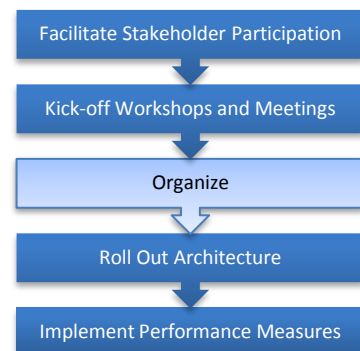 Facilitate Stakeholder Participation
Kick-off Workshops and Meetings
Organize
Roll Out Architecture
Implement Performance Measures